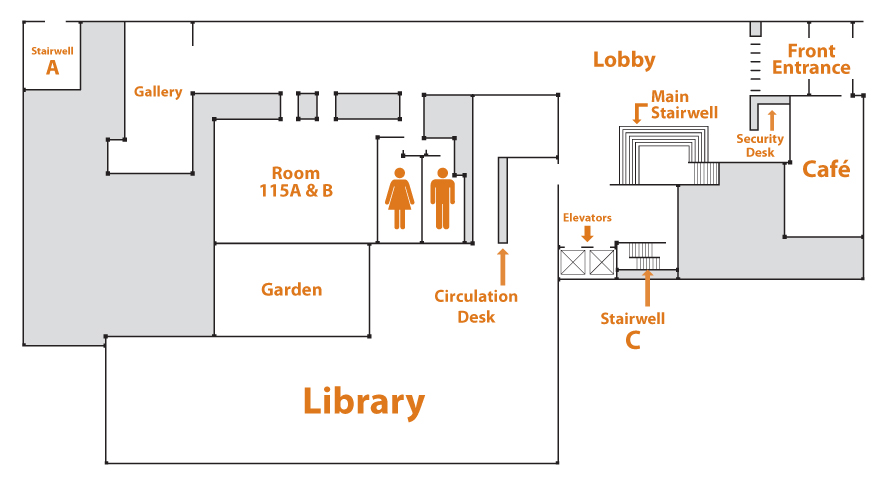 Stairwell
A
Gallery
Lobby
Front
Entrance
Main
Stairwell
Security
Desk
Café
Room
115A & B
Elevators
Garden
Circulation
Desk
Stairwell
C
Library